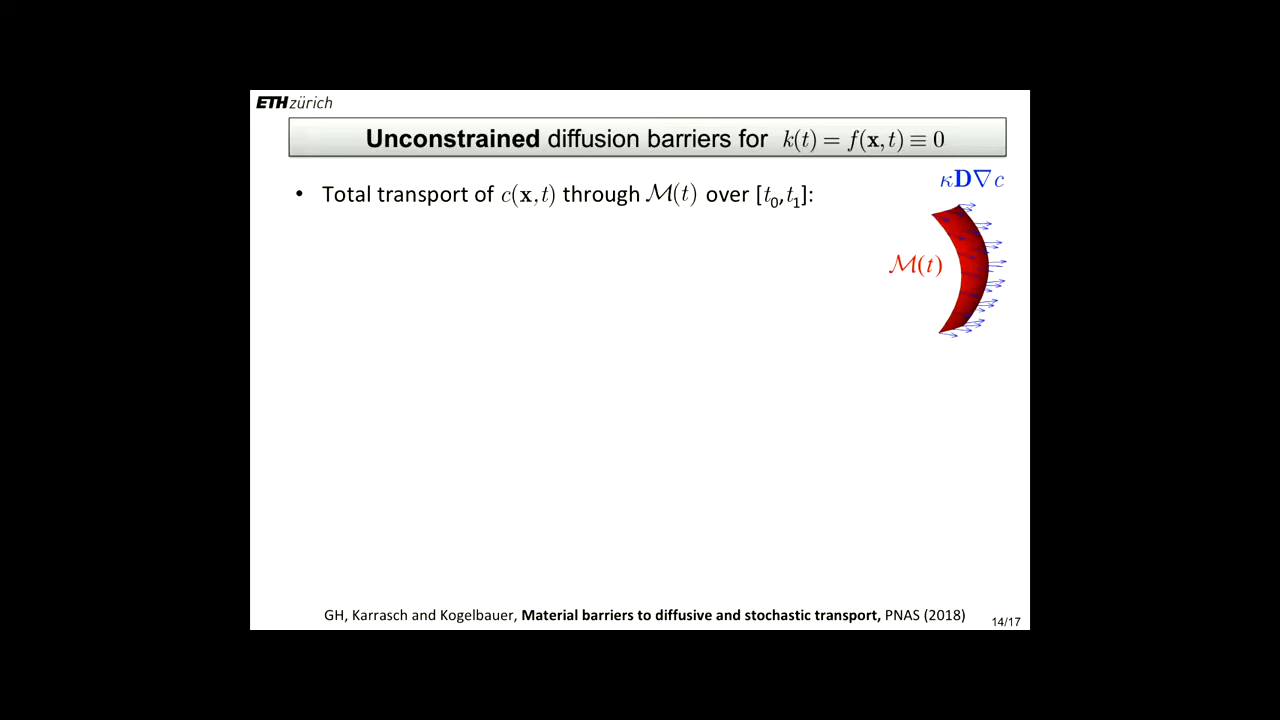 ETH zürich
Unconstrained diffusion barriers for k(t) = f(x,t) ≡ 0
• Total transport of c(x,t) through M(t) over [t₀,t₁]:
κD∇c
M(t)
GH, Karrasch and Kogelbauer, Material barriers to diffusive and stochastic transport, PNAS (2018)
14/17